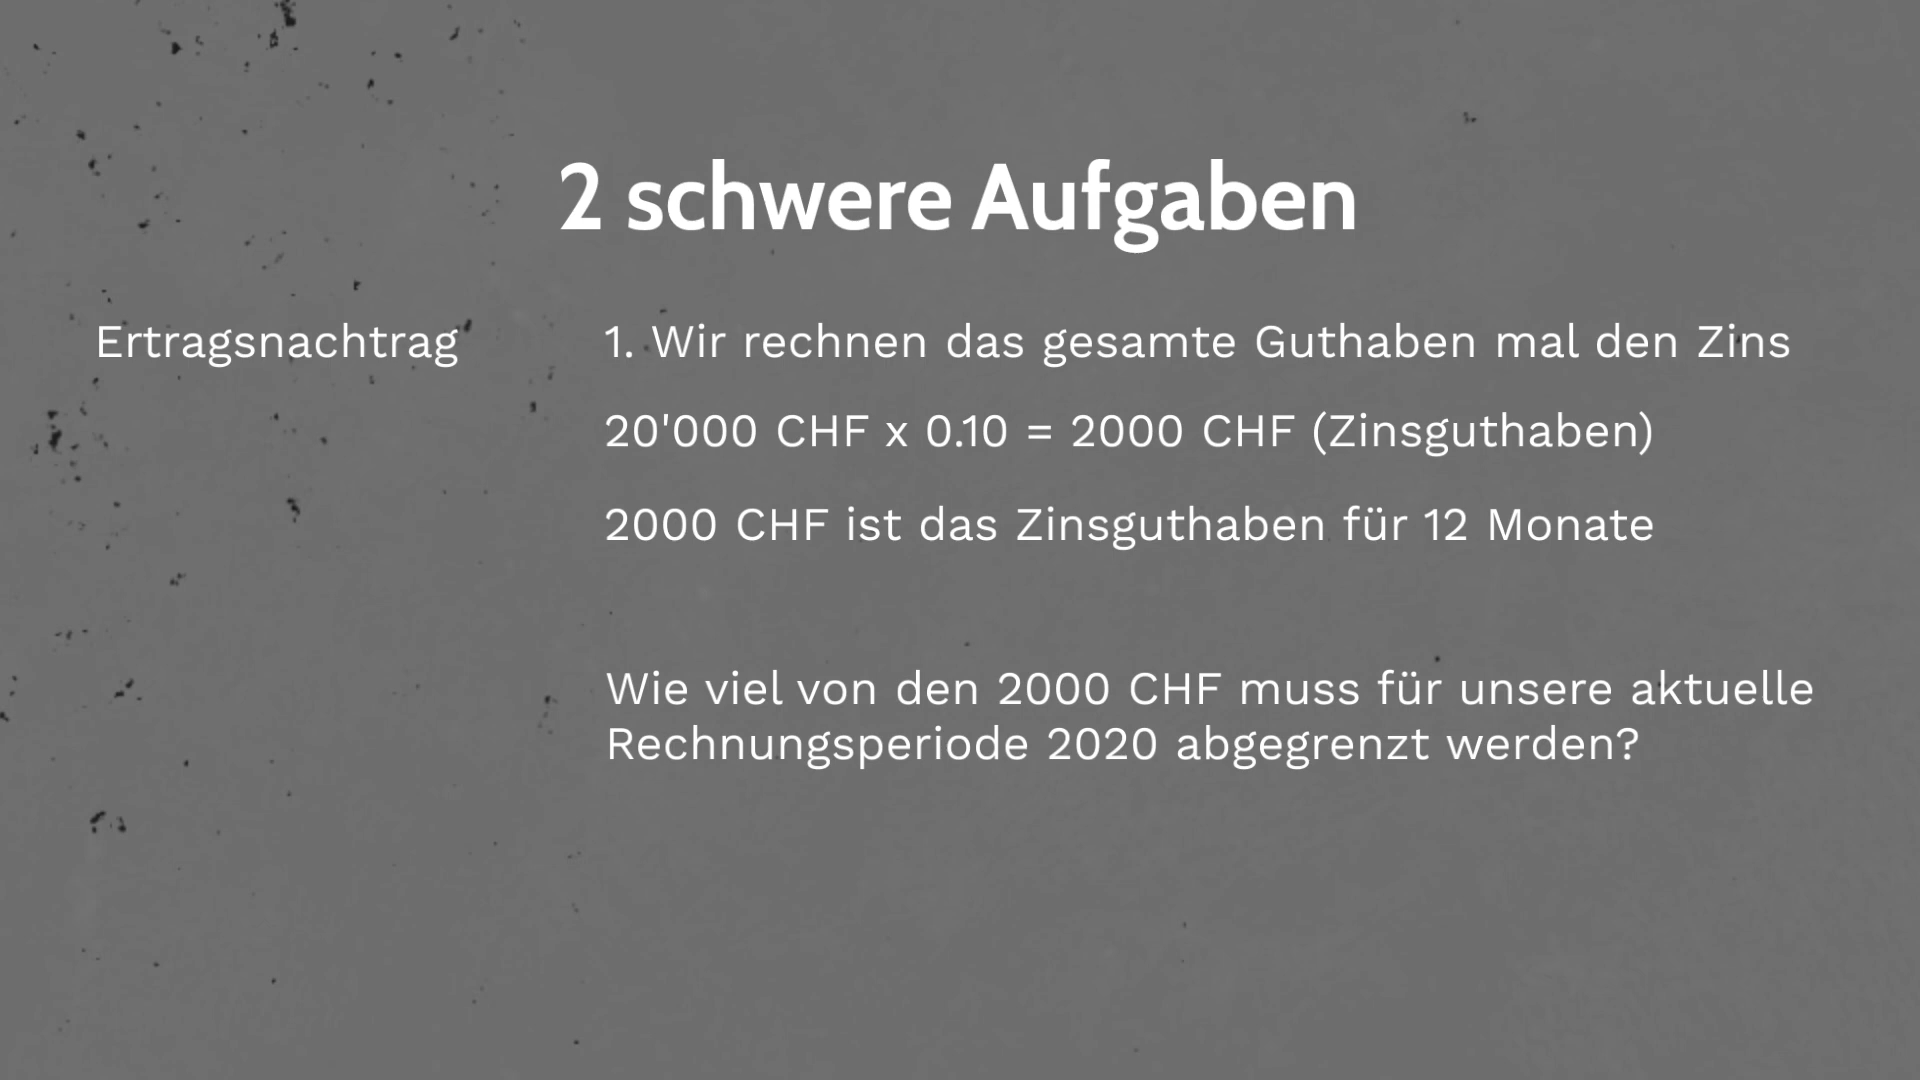 2 schwere Aufgaben
Ertragsnachtrag
1. Wir rechnen das gesamte Guthaben mal den Zins
20'000 CHF x 0.10 = 2000 CHF (Zinsguthaben)
2000 CHF ist das Zinsguthaben für 12 Monate
Wie viel von den 2000 CHF muss für unsere aktuelle
Rechnungsperiode 2020 abgegrenzt werden?